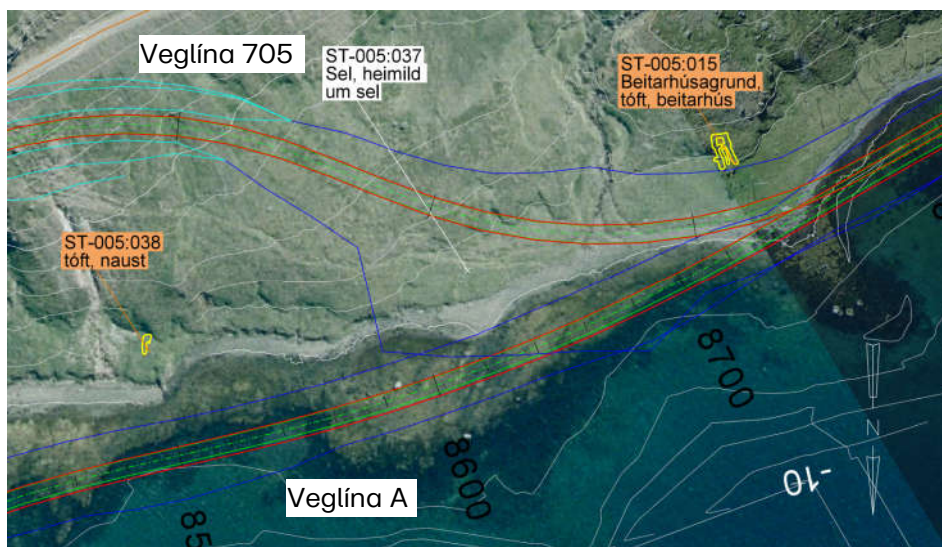 Veglína 705
ST-005:037
Sel, heimild
um sel
ST-005:015
Beitarhúsagrund,
tóft, beitarhús
ST-005:038
tóft, naust
8700
8600
Veglína A
85
-10
N